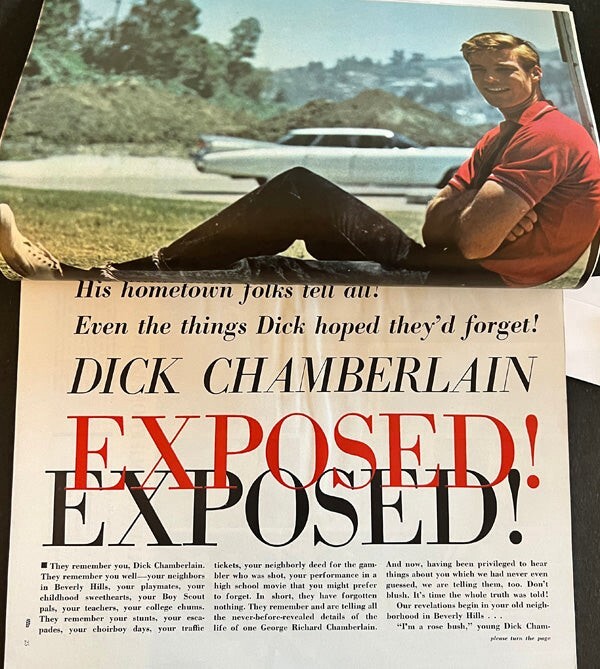 His hometown folks tell all!
Even the things Dick hoped they'd forget!
DICK CHAMBERLAIN
EXPOSED!
EXPOSED!
■ They remember you, Dick Chamberlain.
They remember you well—your neighbors
in Beverly Hills, your playmates, your
childhood sweethearts, your Boy Scout
pals, your teachers, your college chums.
They remember your stunts, your esca-
pades, your choirboy days, your traffic
tickets, your neighborly deed for the gam-
bler who was shot, your performance in a
high school movie that you might prefer
to forget. In short, they have forgotten
nothing. They remember and are telling all
the never-before-revealed details of the
life of one George Richard Chamberlain.
And now, having been privileged to hear
things about you which we had never even
guessed, we are telling them, too. Don't
blush. It's time the whole truth was told!
Our revelations begin in your old neigh-
borhood in Beverly Hills . . .
"I'm a rose bush," young Dick Cham-
please turn the page